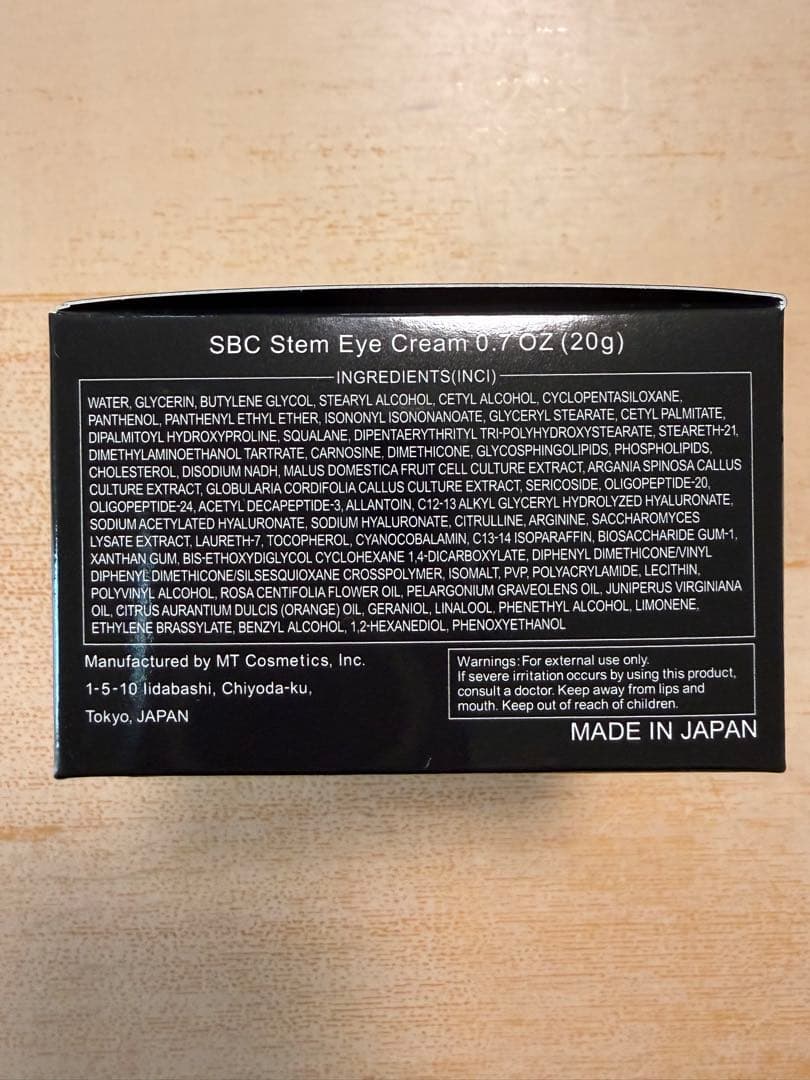 SBC Stem Eye Cream 0.7 OZ (20g)
INGREDIENTS(INCI)
WATER, GLYCERIN, BUTYLENE GLYCOL, STEARYL ALCOHOL, CETYL ALCOHOL, CYCLOPENTASILOXANE,
PANTHENOL, PANTHENYL ETHYL ETHER, ISONONYL ISONONANOATE, GLYCERYL STEARATE, CETYL PALMITATE,
DIPALMITOYL HYDROXYPROLINE, SQUALANE, DIPENTAERYTHRITYL TRI-POLYHYDROXYSTEARATE, STEARETH-21,
DIMETHYLAMINOETHANOL TARTRATE, CARNOSINE, DIMETHICONE, GLYCOSPHINGOLIPIDS, PHOSPHOLIPIDS,
CHOLESTEROL, DISODIUM NADH, MALUS DOMESTICA FRUIT CELL CULTURE EXTRACT, ARGANIA SPINOSA CALLUS
CULTURE EXTRACT, GLOBULARIA CORDIFOLIA CALLUS CULTURE EXTRACT, SERICOSIDE, OLIGOPEPTIDE-20,
OLIGOPEPTIDE-24, ACETYL DECAPEPTIDE-3, ALLANTOIN, C12-13 ALKYL GLYCERYL HYDROLYZED HYALURONATE,
SODIUM ACETYLATED HYALURONATE, SODIUM HYALURONATE, CITRULLINE, ARGININE, SACCHAROMYCES
LYSATE EXTRACT, LAURETH-7, TOCOPHEROL, CYANOCOBALAMIN, C13-14 ISOPARAFFIN, BIOSACCHARIDE GUM-1,
XANTHAN GUM, BIS-ETHOXYDIGLYCOL CYCLOHEXANE 1,4-DICARBOXYLATE, DIPHENYL DIMETHICONE/VINYL
DIPHENYL DIMETHICONE/SILSESQUIOXANE CROSSPOLYMER, ISOMALT, PVP, POLYACRYLAMIDE, LECITHIN,
POLYVINYL ALCOHOL, ROSA CENTIFOLIA FLOWER OIL, PELARGONIUM GRAVEOLENS OIL, JUNIPERUS VIRGINIANA
OIL, CITRUS AURANTIUM DULCIS (ORANGE) OIL, GERANIOL, LINALOOL, PHENETHYL ALCOHOL, LIMONENE,
ETHYLENE BRASSYLATE, BENZYL ALCOHOL, 1,2-HEXANEDIOL, PHENOXYETHANOL
Manufactured by MT Cosmetics, Inc.
1-5-10 Iidabashi, Chiyoda-ku,
Tokyo, JAPAN
Warnings: For external use only.
If severe irritation occurs by using this product,
consult a doctor. Keep away from lips and
mouth. Keep out of reach of children.
MADE IN JAPAN